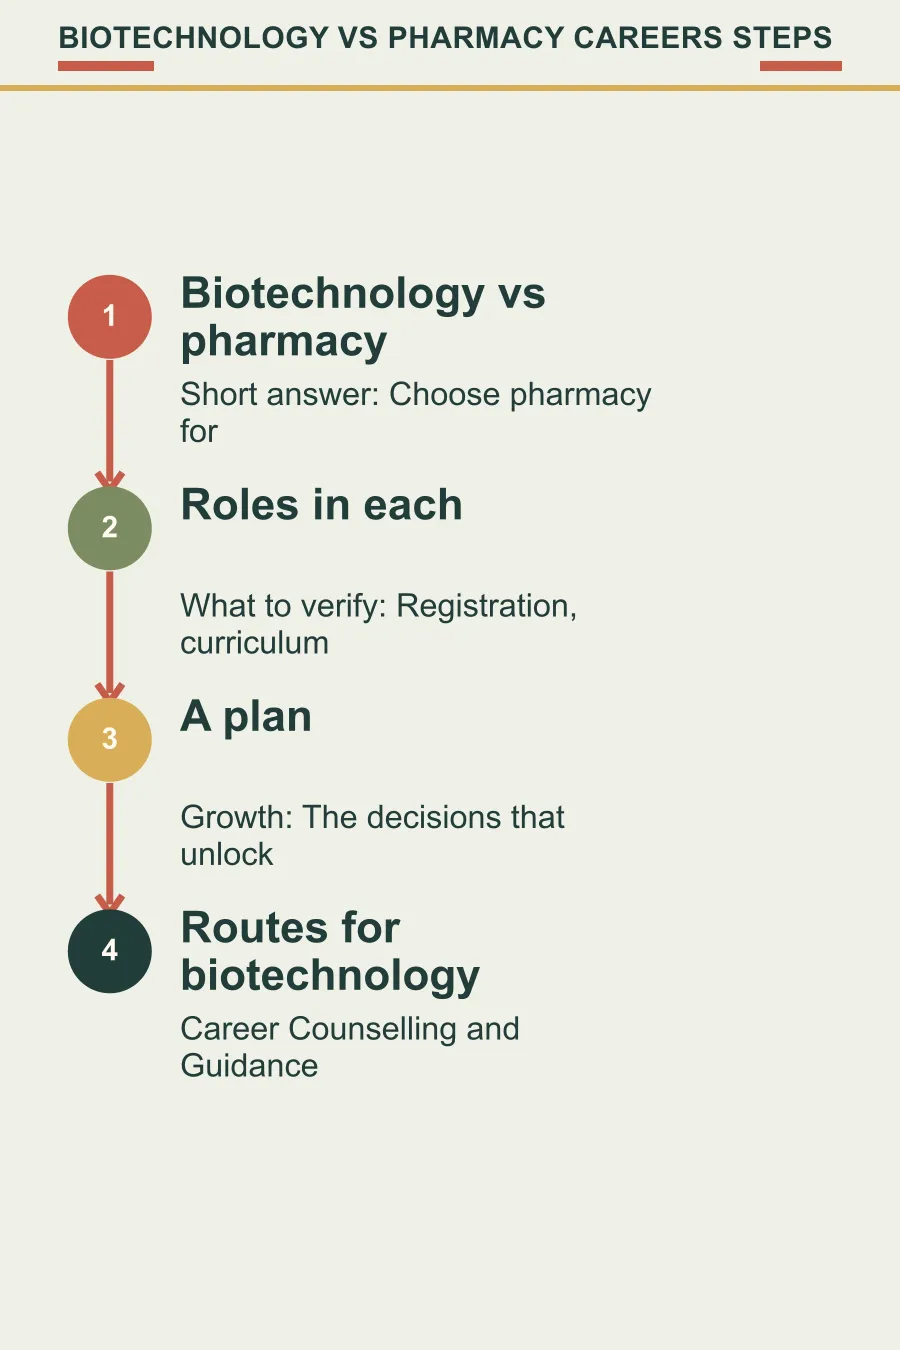 BIOTECHNOLOGY VS PHARMACY CAREERS STEPS
1
Biotechnology vs
pharmacy
Short answer: Choose pharmacy
for
2
Roles in each
What to verify: Registration,
curriculum
3
A plan
Growth: The decisions that
unlock
4
Routes for
biotechnology
Career Counselling and
Guidance